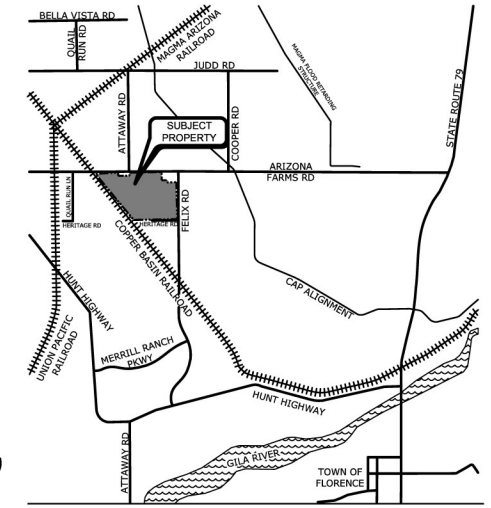 BELLA VISTA RD
QUAIL
RUN RD
MAGMA ARIZONA
RAILROAD
JUDD RD
MAGMA FLOOD RETARDING
STRUCTURE
STATE ROUTE 79
ATTAWAY RD
SUBJECT
PROPERTY
COOPER RD
ARIZONA
FARMS RD
QUAIL RUN LN
HERITAGE RD
HERITAGE RD
FELIX RD
COPPER BASIN RAILROAD
HUNT HIGHWAY
UNION PACIFIC
RAILROAD
CAP ALIGNMENT
MERRILL RANCH
PKWY
HUNT HIGHWAY
ATTAWAY RD
GILA RIVER
TOWN OF
FLORENCE